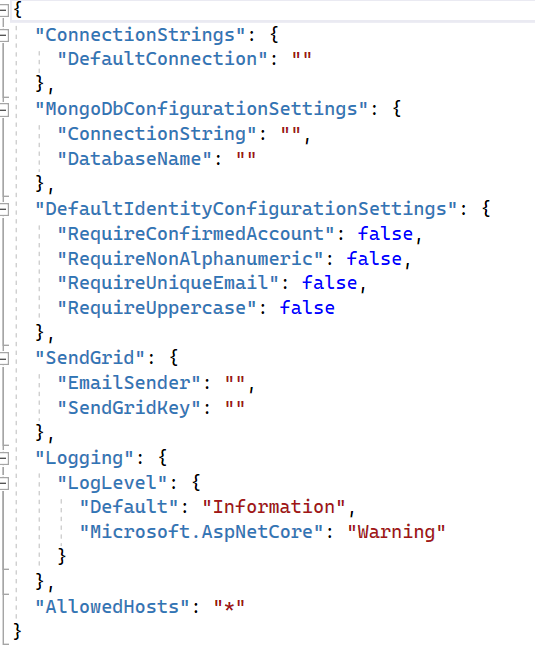 {
  "ConnectionStrings": {
    "DefaultConnection": ""
  },
  "MongoDbConfigurationSettings": {
    "ConnectionString": "",
    "DatabaseName": ""
  },
  "DefaultIdentityConfigurationSettings": {
    "RequireConfirmedAccount": false,
    "RequireNonAlphanumeric": false,
    "RequireUniqueEmail": false,
    "RequireUppercase": false
  },
  "SendGrid": {
    "EmailSender": "",
    "SendGridKey": ""
  },
  "Logging": {
    "LogLevel": {
      "Default": "Information",
      "Microsoft.AspNetCore": "Warning"
    }
  },
  "AllowedHosts": "*"
}